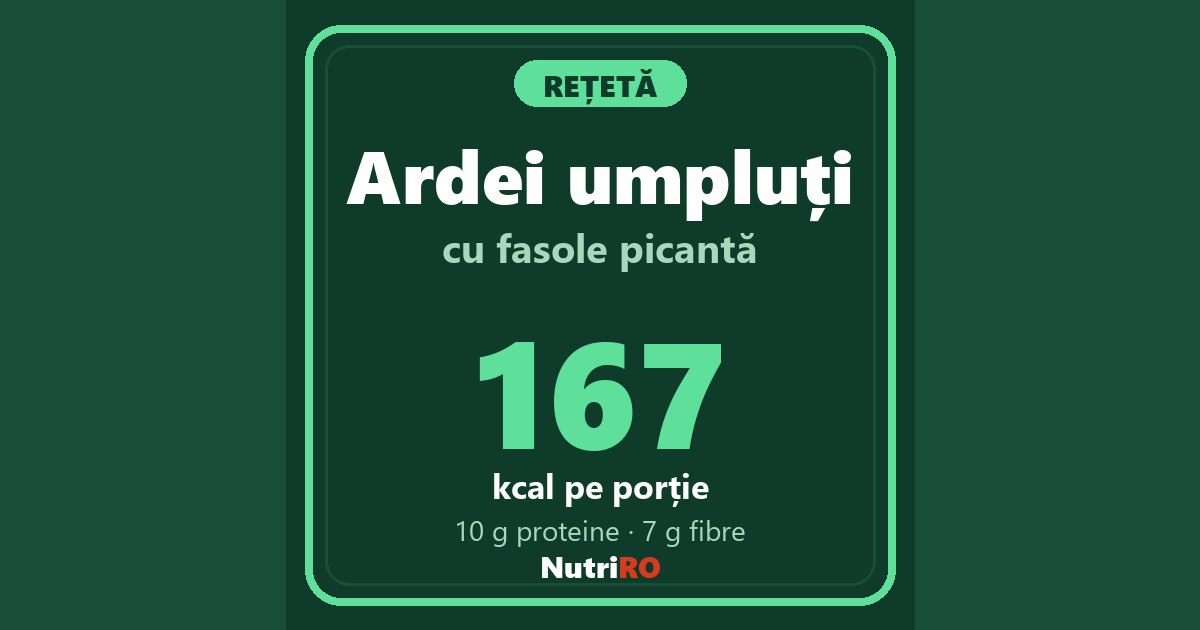 REȚETĂ
Ardei umpluți
cu fasole picantă
167
kcal pe porție
10 g proteine · 7 g fibre
NutriRO